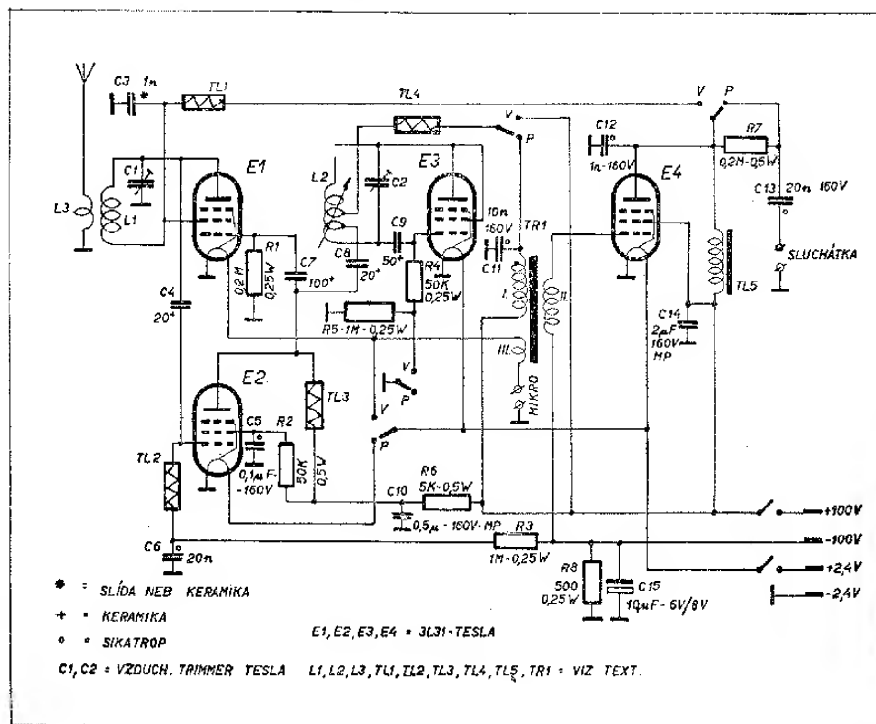 C3 1n *
TL1
TL4
V P
V
P
C12
1n-160V
R7
0,2M-0,5W
C13 20n 160V
E1
E3
E4
C1
L2
C2
10n
160V
TR1
L3
L1
R1
0,2M
0,25W
C7
100+
C9
50+
C8
20+
R4
50K
0,25W
C11
I.
II.
III.
SLUCHÁTKA
TL5
C4
20+
R5-1M-0,25W
C14
2µF
160V
MP
MIKRO
E2
V
P
V
P
TL3
C5
R2
0,1µF-
-160V
50K
0,5W
TL2
R6
5K-0,5W
C10
0,5µ-160V-MP
R3
1M-0,25W
+100V
-100V
+2,4V
-2,4V
C6
20n
R8
500
0,25W
C15
10µF-6V/8V
* = SLÍDA NEB KERAMIKA
+ = KERAMIKA
o = SIKATROP
E1,E2,E3,E4 = 3L31-TESLA
C1,C2 = VZDUCH. TRIMMER TESLA L1,L2,L3,TL1,TL2,TL3,TL4,TL5,TR1 = VIZ TEXT.